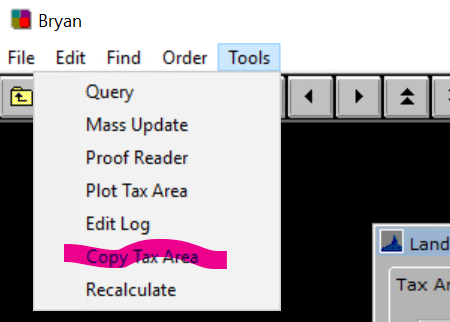 Bryan
File Edit Find Order Tools
Query
Mass Update
Proof Reader
Plot Tax Area
Edit Log
Copy Tax Area
Recalculate
Land
Tax Ar